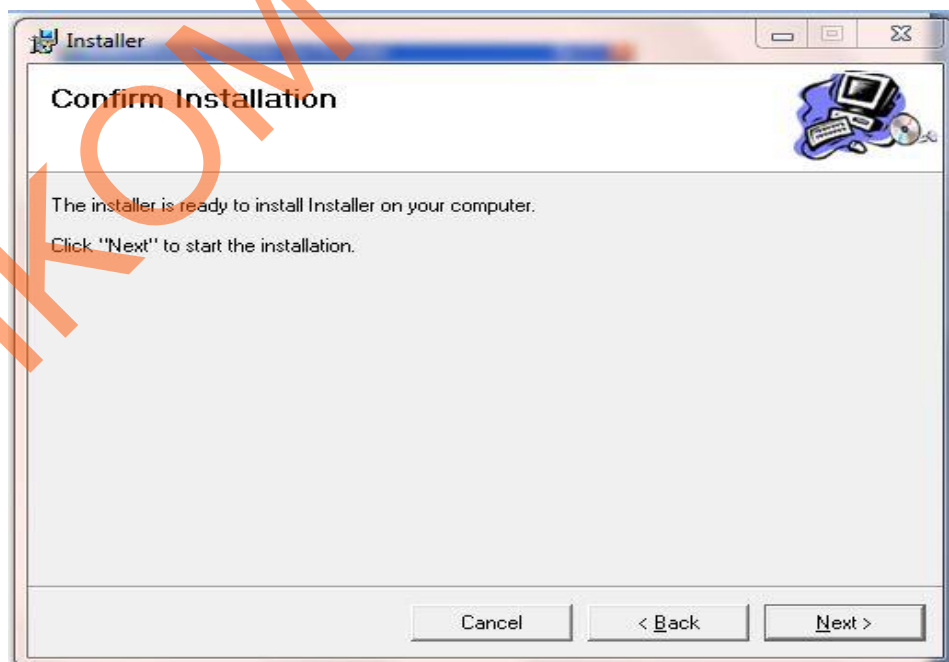 Installer
Confirm Installation
The installer is ready to install Installer on your computer.
Click "Next" to start the installation.
Cancel
< Back
Next >
IKOM